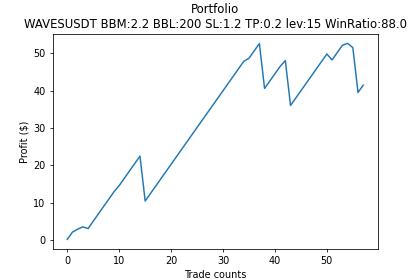 Portfolio
WAVESUSDT BBM:2.2 BBL:200 SL:1.2 TP:0.2 lev:15 WinRatio:88.0
Profit ($)
50
40
30
20
10
0
0 10 20 30 40 50
Trade counts